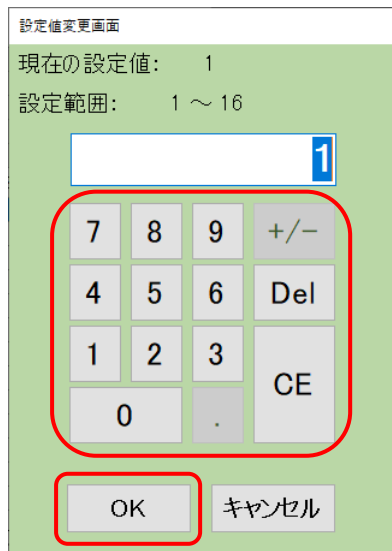 設定値変更画面
現在の設定値: 1
設定範囲: 1 ~ 16
1
7 8 9 +/-
4 5 6 Del
1 2 3
CE
0 .
OK キャンセル